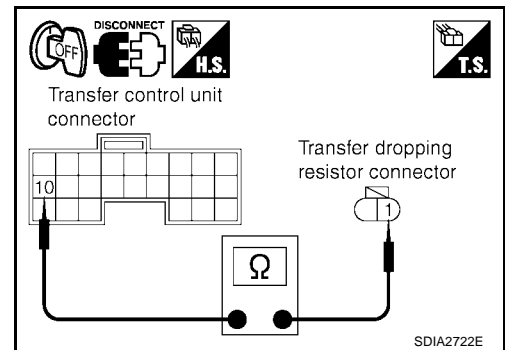 DISCONNECT
OFF
H.S.
T.S.
Transfer control unit
connector
Transfer dropping
resistor connector
10
1
Ω
SDIA2722E